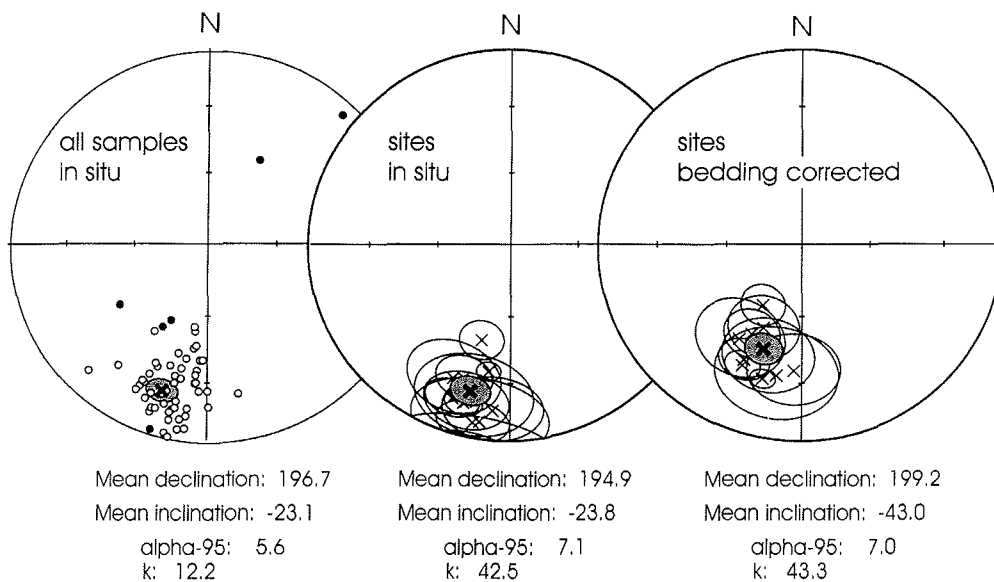 N
all samples
in situ
Mean declination: 196.7
Mean inclination: -23.1
alpha-95: 5.6
k: 12.2
N
sites
in situ
Mean declination: 194.9
Mean inclination: -23.8
alpha-95: 7.1
k: 42.5
N
sites
bedding corrected
Mean declination: 199.2
Mean inclination: -43.0
alpha-95: 7.0
k: 43.3